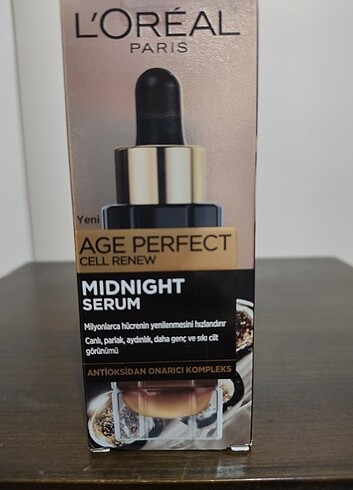 L'ORÉAL
PARIS
Yeni
AGE PERFECT
CELL RENEW
MIDNIGHT
SERUM
Milyonlarca hücrenin yenilenmesini hızlandırır
Canlı, parlak, aydınlık, daha genç ve sıkı cilt
görünümü
ANTİOKSİDAN ONARICI KOMPLEKS